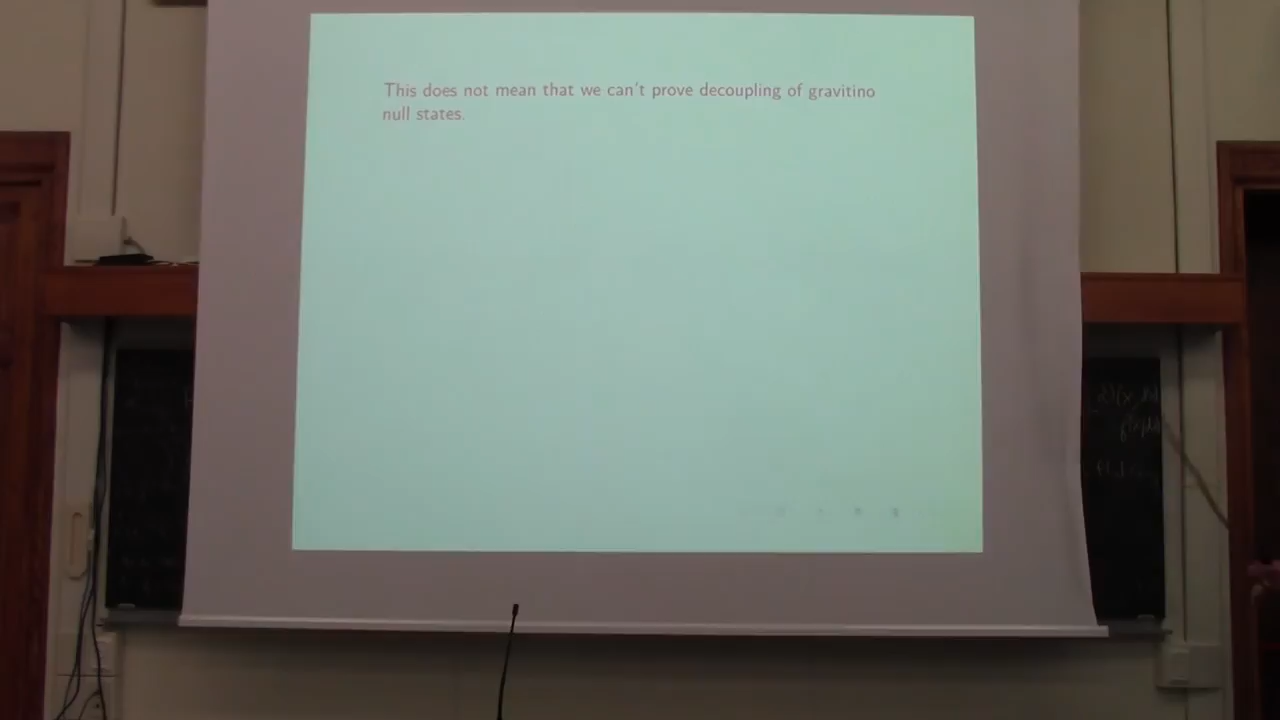 This does not mean that we can't prove decoupling of gravitino
null states.